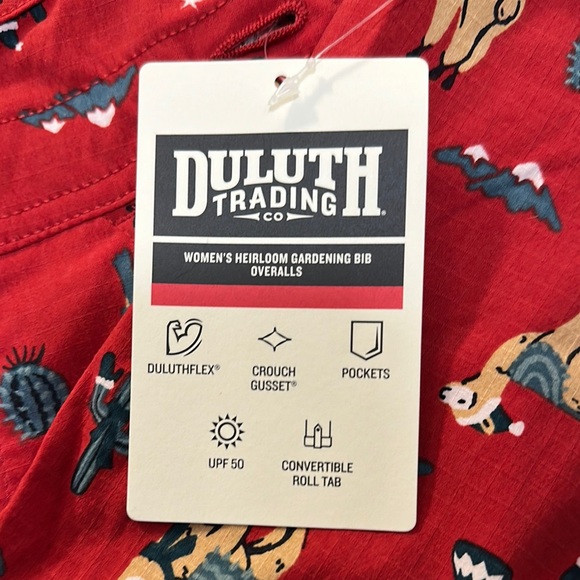 DULUTH
TRADING
CO
WOMEN'S HEIRLOOM GARDENING BIB
OVERALLS
DULUTHFLEX®
CROUCH
GUSSET®
POCKETS
UPF 50
CONVERTIBLE
ROLL TAB